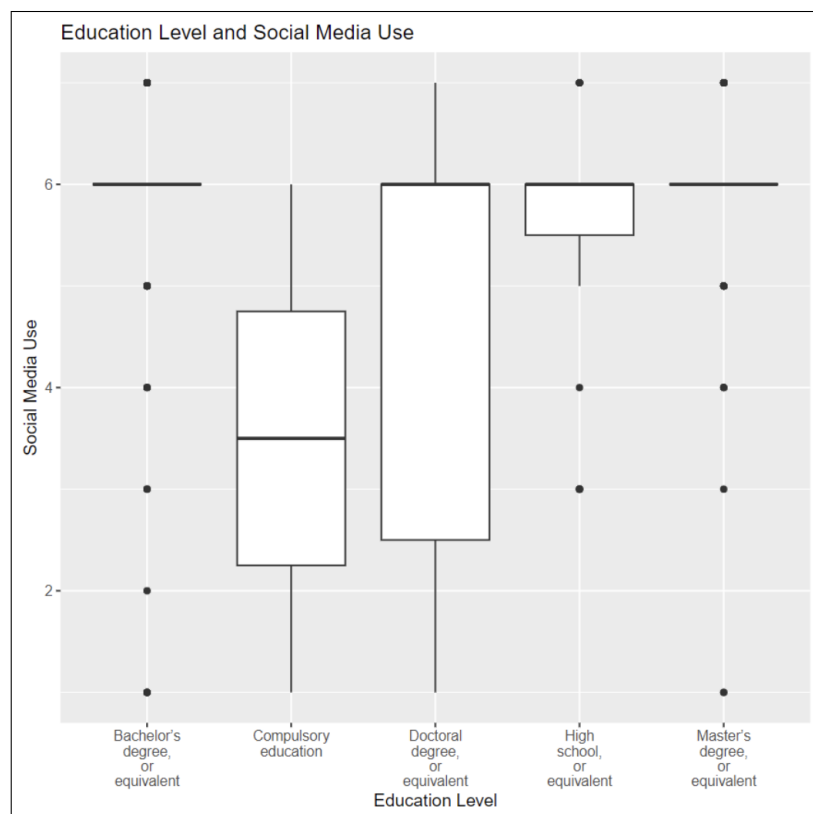 Education Level and Social Media Use
Social Media Use
6
4
2
Bachelor's
degree,
or
equivalent
Compulsory
education
Doctoral
degree,
or
equivalent
High
school,
or
equivalent
Master's
degree,
or
equivalent
Education Level